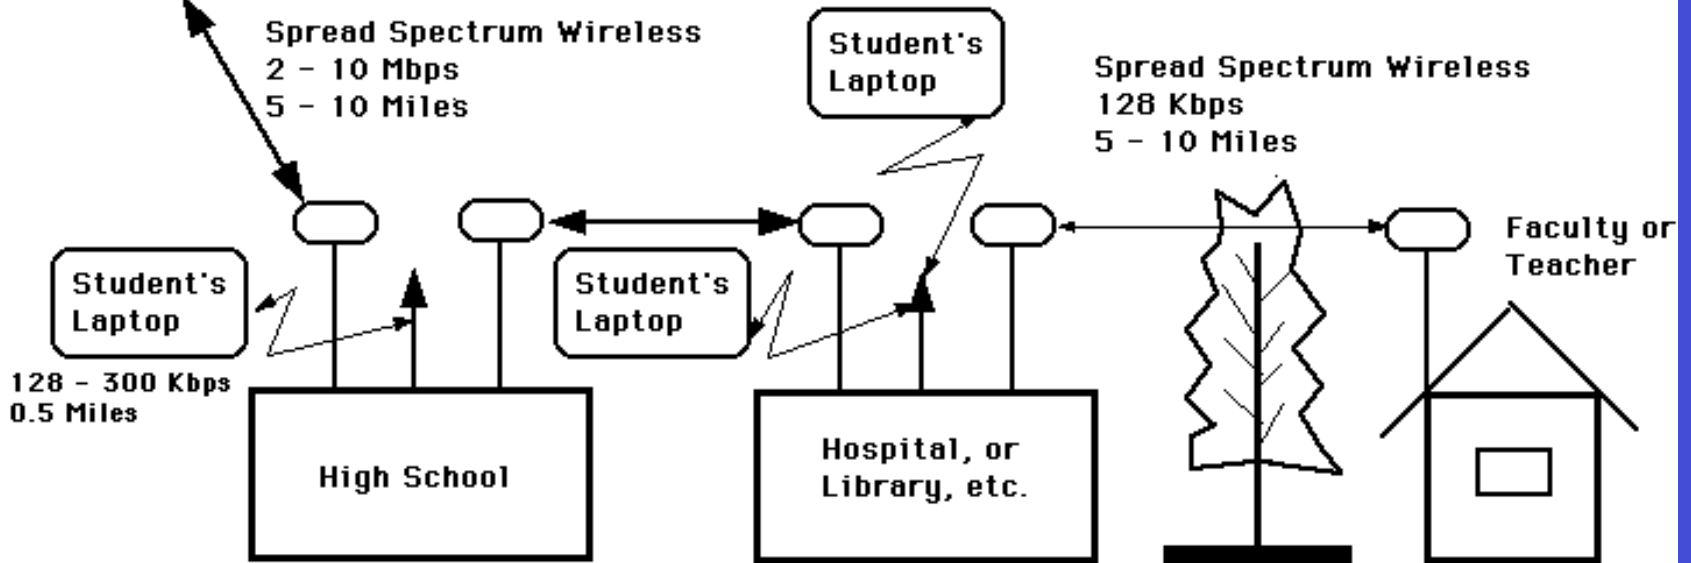 Spread Spectrum Wireless
2 - 10 Mbps
5 - 10 Miles
Student's
Laptop
Spread Spectrum Wireless
128 Kbps
5 - 10 Miles
Faculty or
Teacher
Student's
Laptop
128 - 300 Kbps
0.5 Miles
Student's
Laptop
High School
Hospital, or
Library, etc.